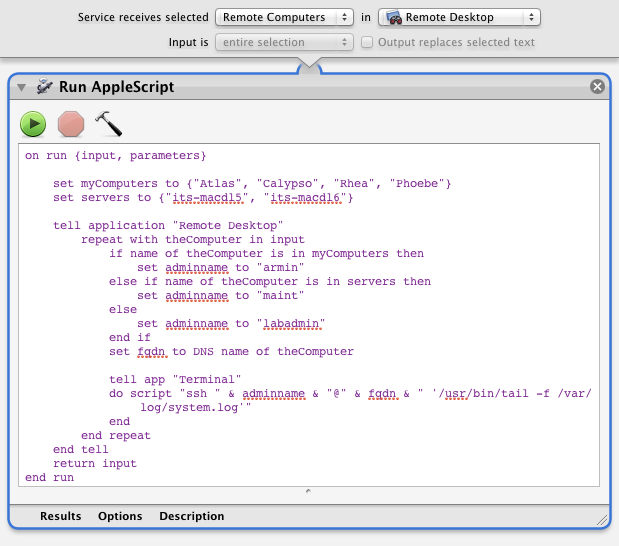 Service receives selected Remote Computers in Remote Desktop
Input is entire selection Output replaces selected text
Run AppleScript
on run {input, parameters}
set myComputers to {"Atlas", "Calypso", "Rhea", "Phoebe"}
set servers to {"its-macdl5", "its-macdl6"}
tell application "Remote Desktop"
repeat with theComputer in input
if name of theComputer is in myComputers then
set adminname to "armin"
else if name of theComputer is in servers then
set adminname to "maint"
else
set adminname to "labadmin"
end if
set fqdn to DNS name of theComputer
tell app "Terminal"
do script "ssh " & adminname & "@" & fqdn & " '/usr/bin/tail -f /var/
log/system.log'"
end
end repeat
end tell
return input
end run
Results Options Description